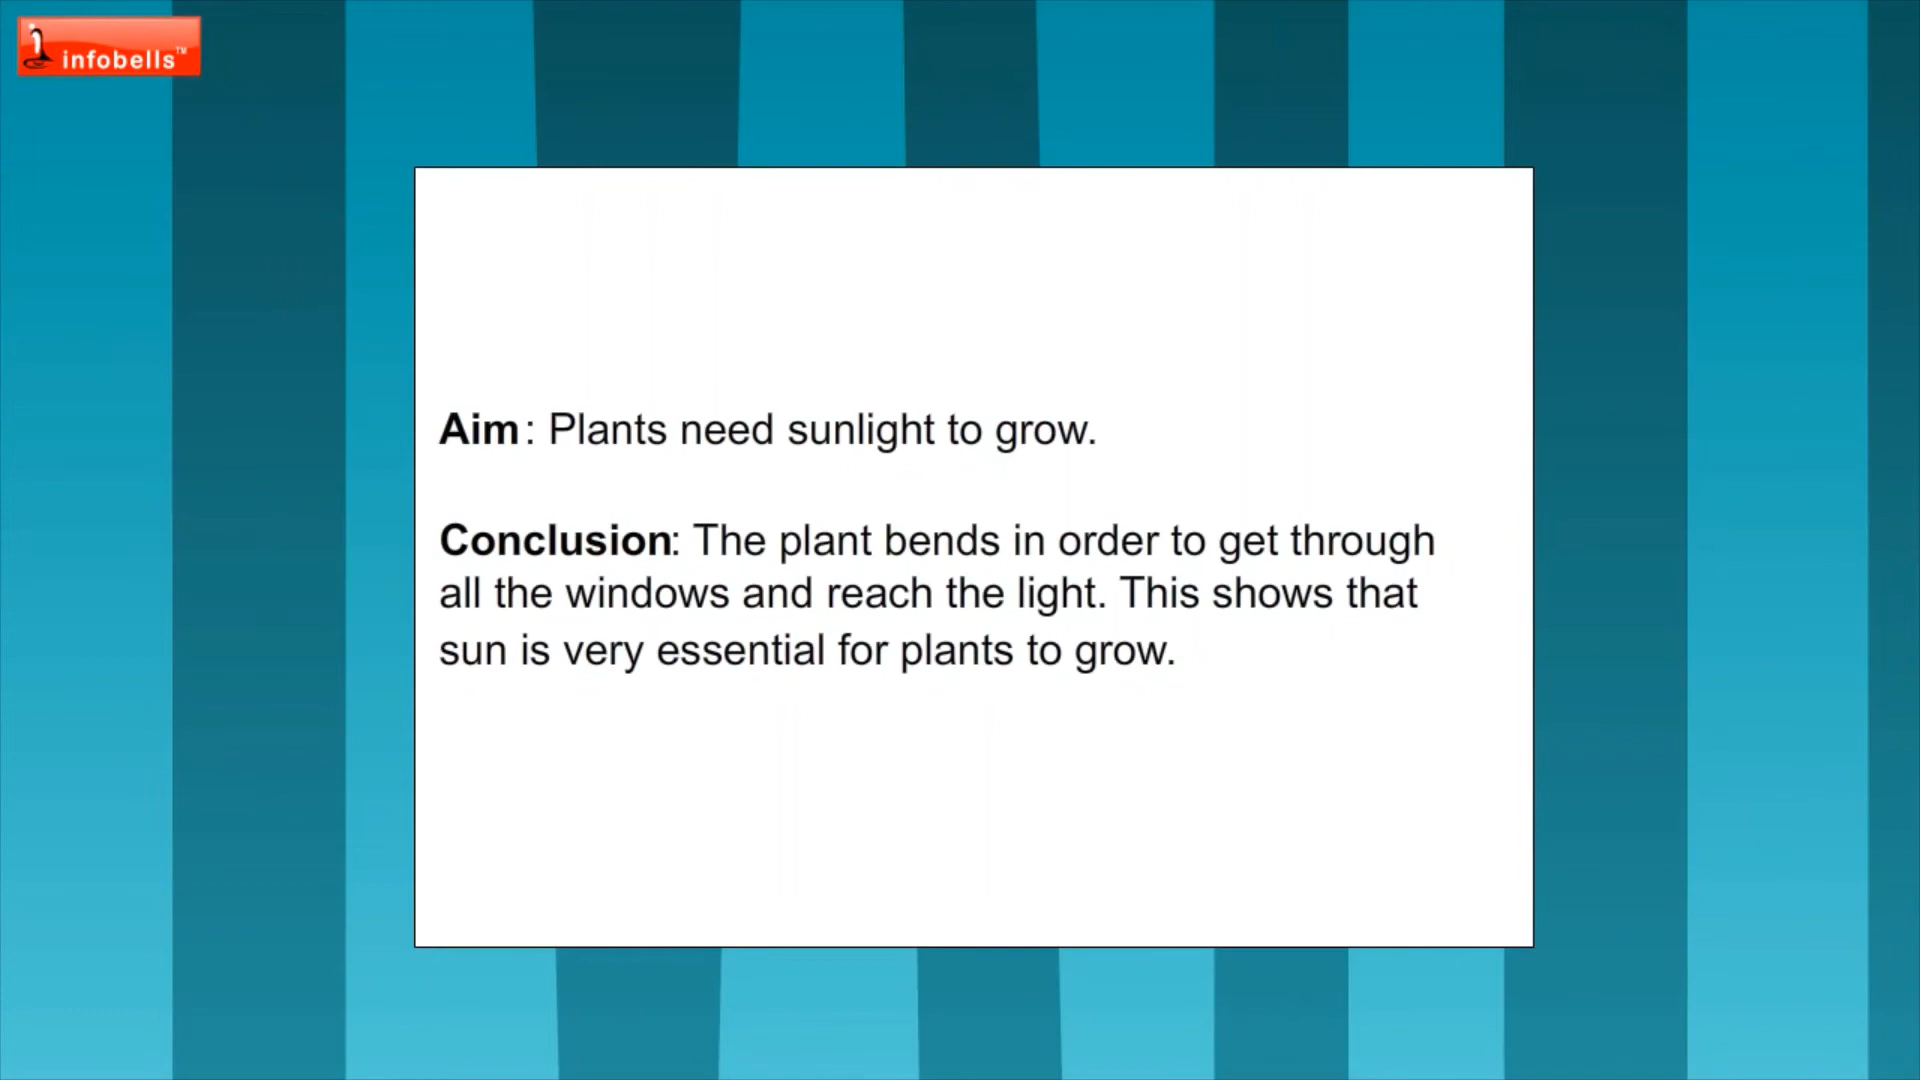 infobells™
Aim: Plants need sunlight to grow.
Conclusion: The plant bends in order to get through
all the windows and reach the light. This shows that
sun is very essential for plants to grow.